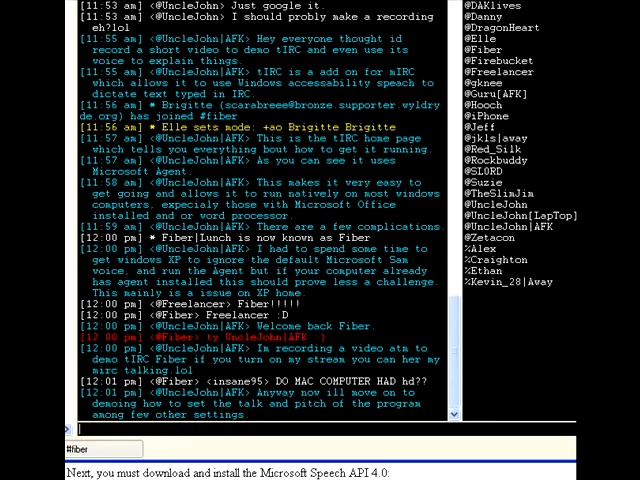 [11:53 am] <@UncleJohn> Just google it.
[11:53 am] <@UncleJohn> I should probly make a recording
eh?lol
[11:55 am] <@UncleJohn|AFK> Hey everyone thought id
record a short video to demo tIRC and even use its
voice to explain things.
[11:55 am] <@UncleJohn|AFK> tIRC is a add on for mIRC
which allows it to use Windows accessability speach to
dictate text typed in IRC.
[11:56 am] * Brigitte (scarabreee@bronze.supporter.wyldry
de.org) has joined #fiber
[11:56 am] * Elle sets mode: +ao Brigitte Brigitte
[11:57 am] <@UncleJohn|AFK> This is the tIRC home page
which tells you everything bout how to get it running.
[11:57 am] <@UncleJohn|AFK> As you can see it uses
Microsoft Agent.
[11:58 am] <@UncleJohn|AFK> This makes it very easy to
get going and allows it to run natively on most windows
computers, expecialy those with Microsoft Office
installed and or word processor.
[11:59 am] <@UncleJohn|AFK> There are a few complications.
[12:00 pm] * Fiber|Lunch is now known as Fiber
[12:00 pm] <@UncleJohn|AFK> I had to spend some time to
get windows XP to ignore the default Microsoft Sam
voice, and run the Agent but if your computer already
has agent installed this should prove less a challenge.
This mainly is a issue on XP home.
[12:00 pm] <@Freelancer> Fiber!!!!!
[12:00 pm] <@Fiber> Freelancer :D
[12:00 pm] <@UncleJohn|AFK> Welcome back Fiber.
[12:00 pm] <@Fiber> ty UncleJohn|AFK :)
[12:00 pm] <@UncleJohn|AFK> Im recording a video atm to
demo tIRC Fiber if you turn on my stream you can her my
mirc talking.lol
[12:01 pm] <@Fiber> <insane95> DO MAC COMPUTER HAD hd??
[12:01 pm] <@UncleJohn|AFK> Anyway now ill move on to
demoing how to set the talk and pitch of the program
among few other settings.
@DAKlives
@Danny
@DragonHeart
@Elle
@Fiber
@Firebucket
@Freelancer
@gknee
@Guru[AFK]
@Hooch
@iPhone
@Jeff
@jkls|away
@Red_Silk
@Rockbuddy
@SL0RD
@Suzie
@TheSlimJim
@UncleJohn
@UncleJohn[LapTop]
@UncleJohn|AFK
@Zetacon
%Alex
%Craighton
%Ethan
%Kevin_28|Away
#fiber
Next, you must download and install the Microsoft Speech API 4.0: